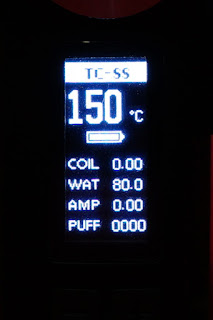 TC-SS
150 °C
COIL 0.00
WAT 80.0
AMP 0.00
PUFF 0000